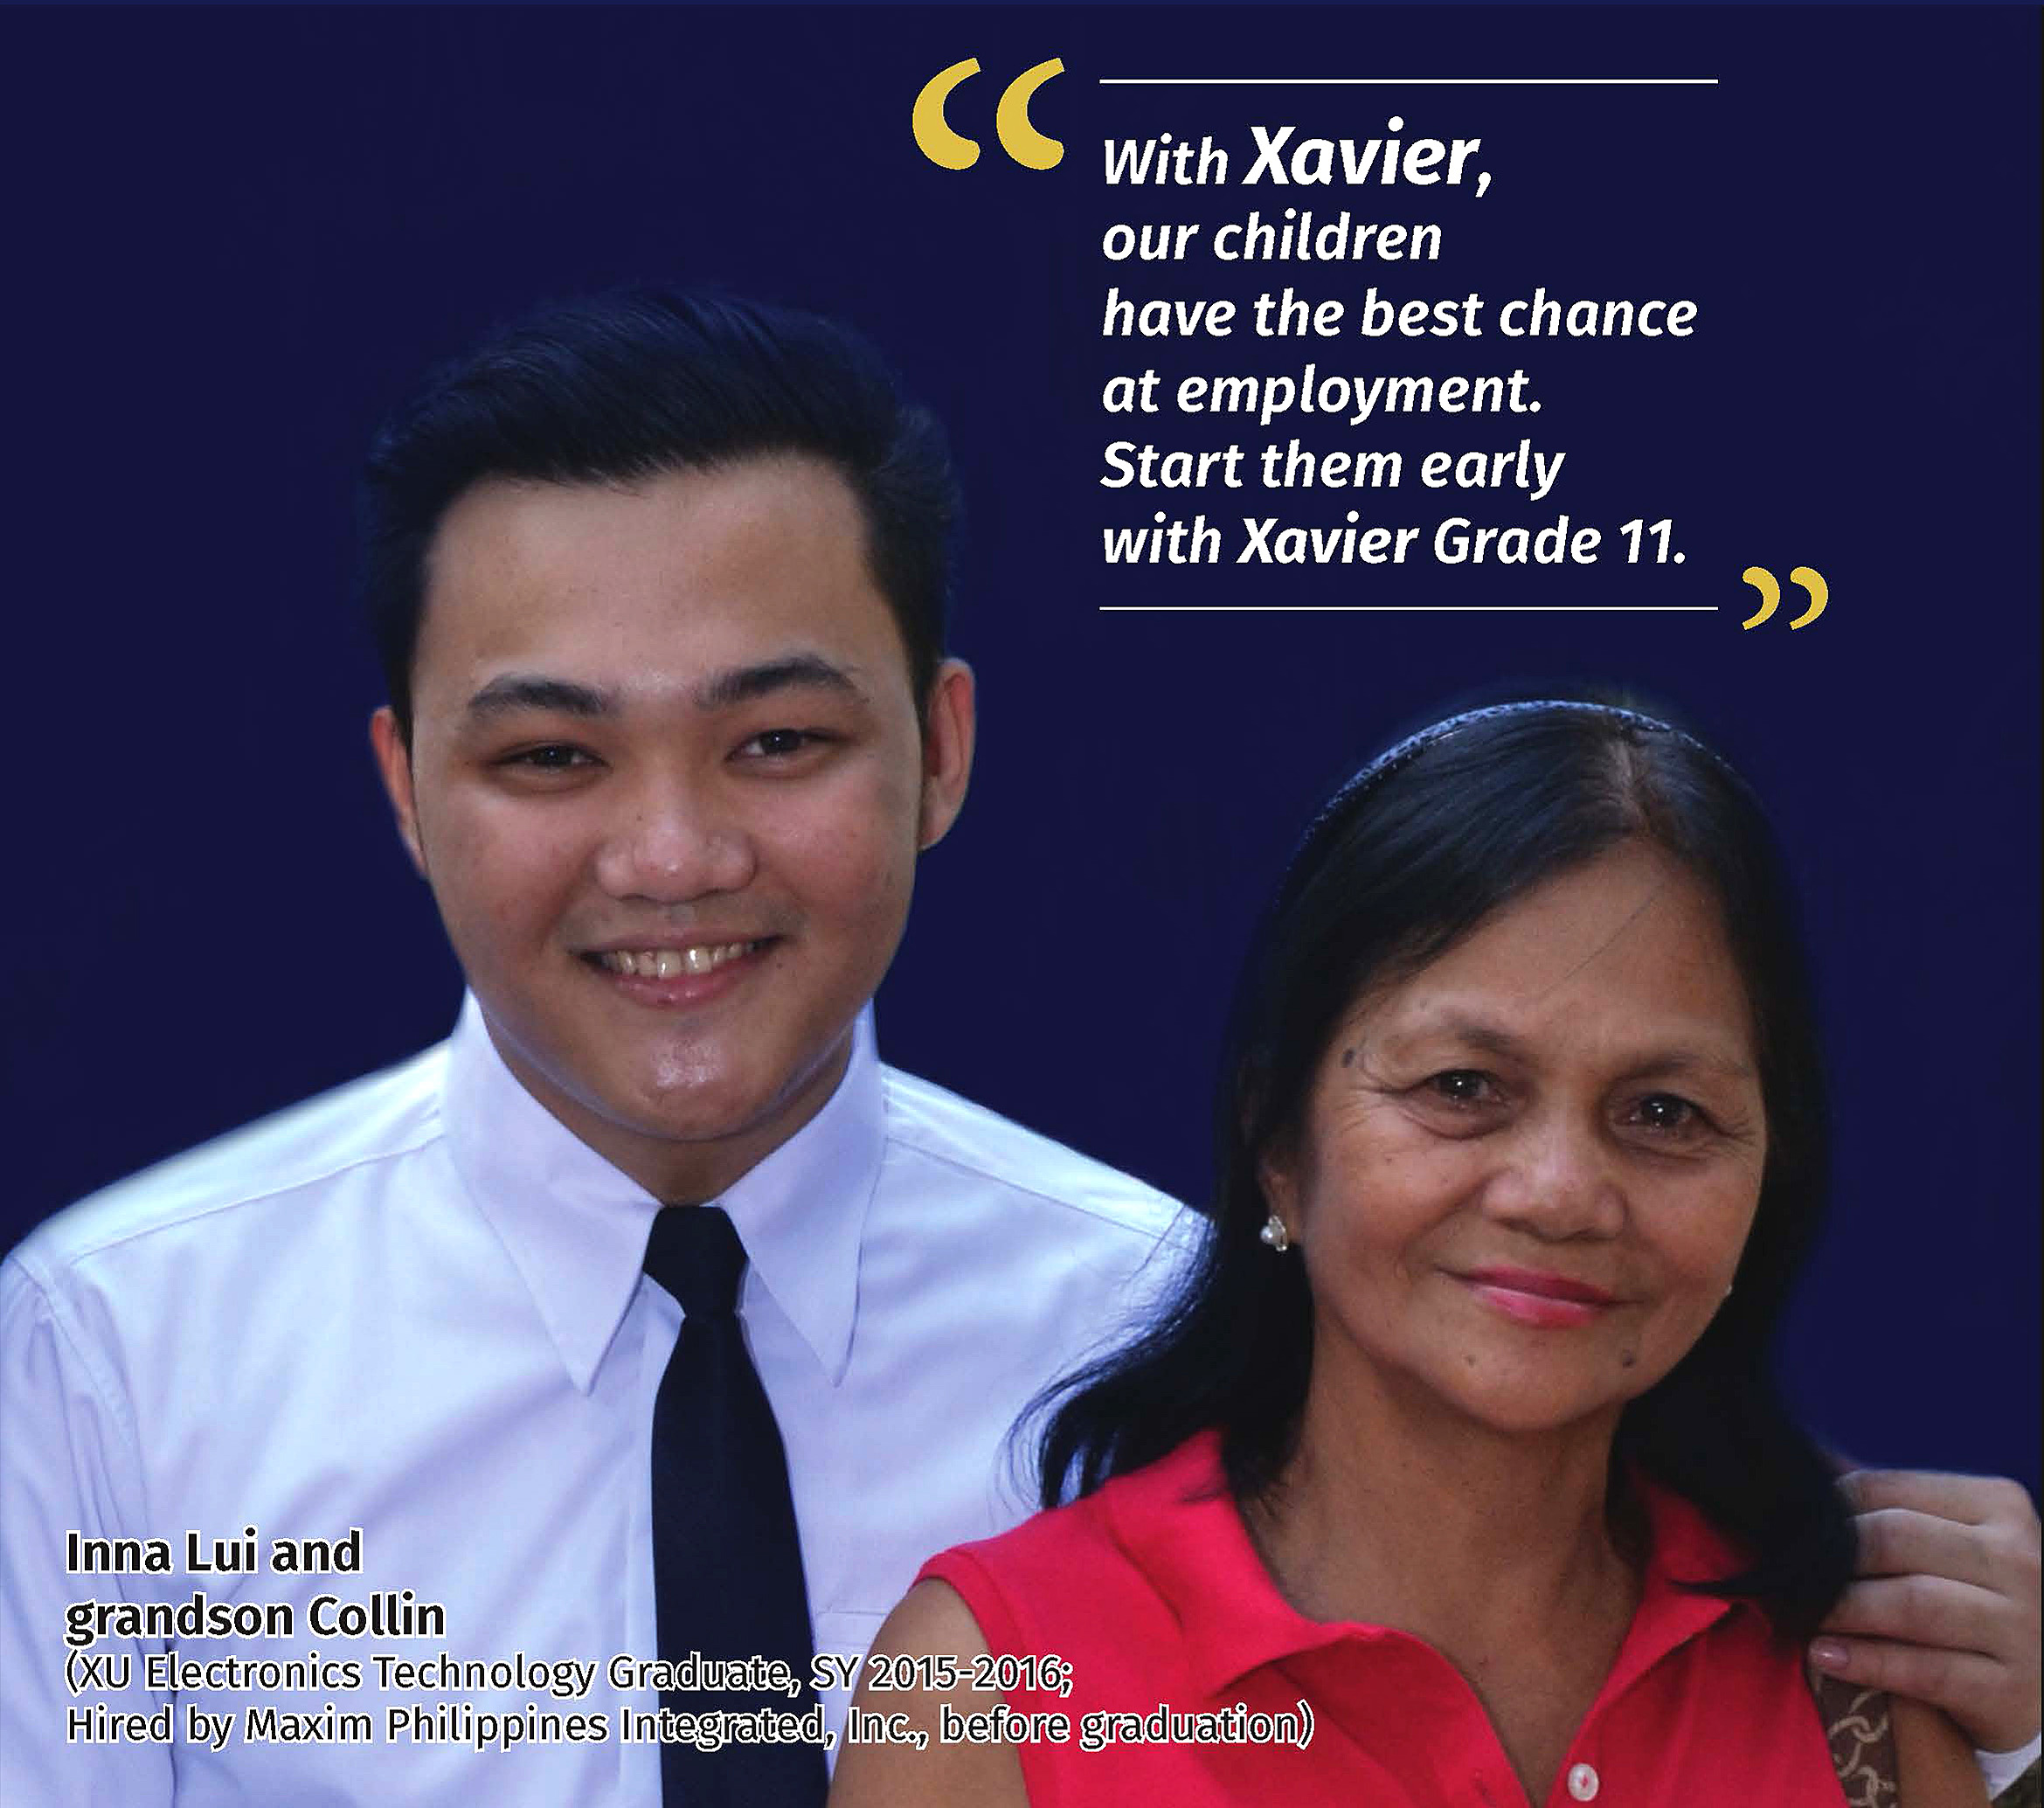 “
With Xavier,
our children
have the best chance
at employment.
Start them early
with Xavier Grade 11.
”
Inna Lui and
grandson Collin
(XU Electronics Technology Graduate, SY 2015-2016;
Hired by Maxim Philippines Integrated, Inc., before graduation)